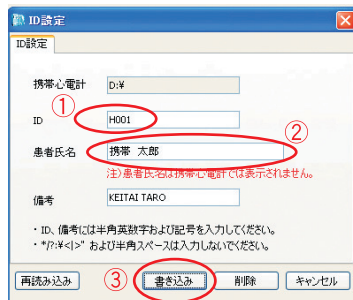 ID設定
ID設定
携帯心電計 D:¥
①
ID H001
②
患者氏名 携帯 太郎
注)患者氏名は携帯心電計では表示されません。
備考 KEITAI TARO
・ID、備考には半角英数字および記号を入力してください。
・*/?:¥<|>" および半角スペースは入力しないでください。
再読み込み ③ 書き込み 削除 キャンセル